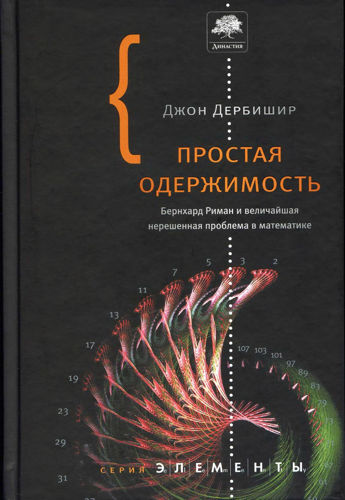 ДИНАСТИЯ
ДЖОН ДЕРБИШИР
ПРОСТАЯ
ОДЕРЖИМОСТЬ
Бернхард Риман и величайшая
нерешенная проблема в математике
2
3
5
7
11
13
17
19
23
29
31
37
107
103
101
97
89
83
СЕРИЯ ЭЛЕМЕНТЫ